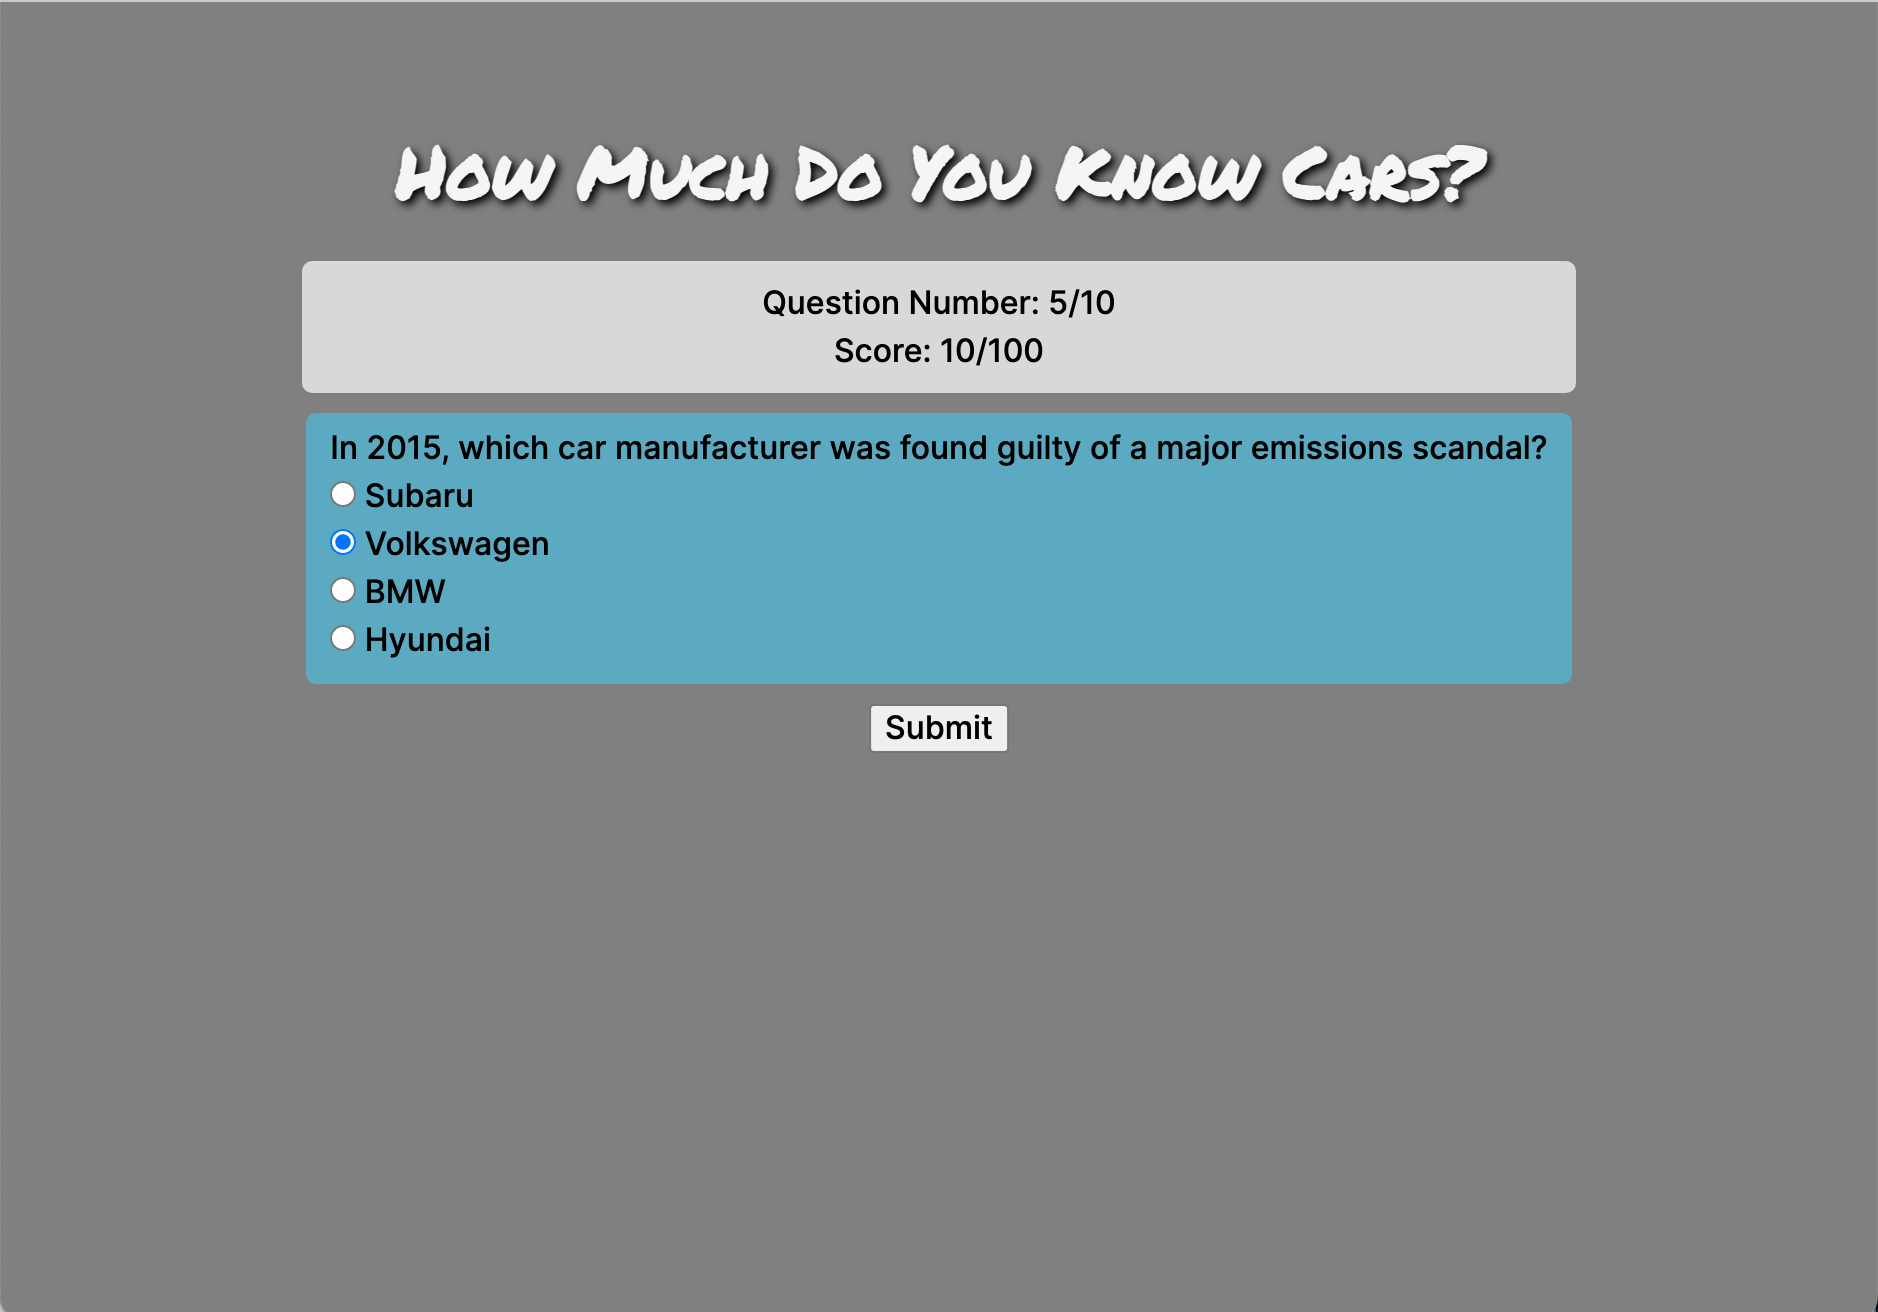 How Much Do You Know Cars?
Question Number: 5/10
Score: 10/100
In 2015, which car manufacturer was found guilty of a major emissions scandal?
Subaru
Volkswagen
BMW
Hyundai
Submit